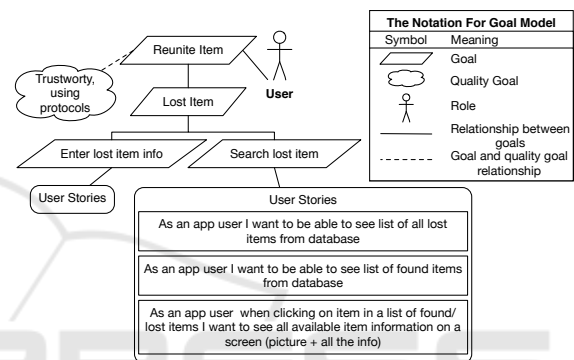 Reunite Item
Trustworty,
using
protocols
User
Lost Item
Enter lost item info
Search lost item
User Stories
User Stories
As an app user I want to be able to see list of all lost
items from database
As an app user I want to be able to see list of found items
from database
As an app user when clicking on item in a list of found/
lost items I want to see all available item information on a
screen (picture + all the info)
The Notation For Goal Model
Symbol Meaning
Goal
Quality Goal
Role
Relationship between
goals
Goal and quality goal
relationship